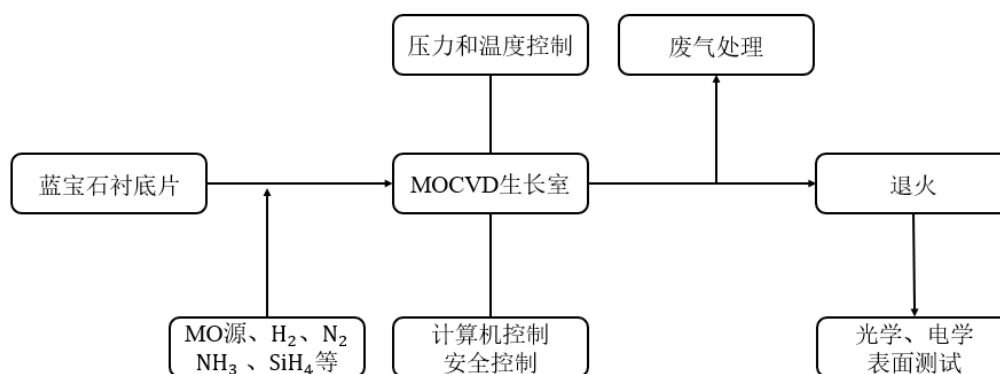 压力和温度控制
废气处理
蓝宝石衬底片
MOCVD生长室
退火
MO源、H₂、N₂
NH₃、SiH₄等
计算机控制
安全控制
光学、电学
表面测试